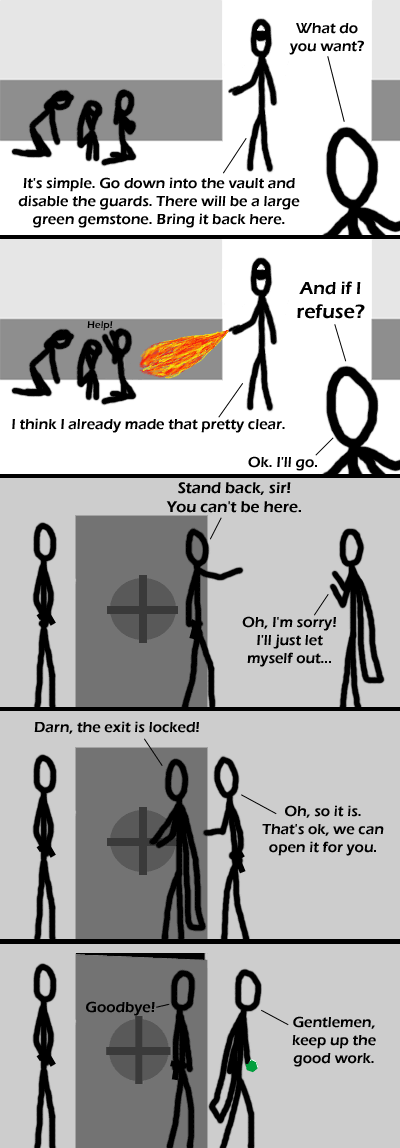 What do
you want?
It's simple. Go down into the vault and
disable the guards. There will be a large
green gemstone. Bring it back here.
And if I
refuse?
Help!
I think I already made that pretty clear.
Ok. I'll go.
Stand back, sir!
You can't be here.
Oh, I'm sorry!
I'll just let
myself out...
Darn, the exit is locked!
Oh, so it is.
That's ok, we can
open it for you.
Goodbye!
Gentlemen,
keep up the
good work.